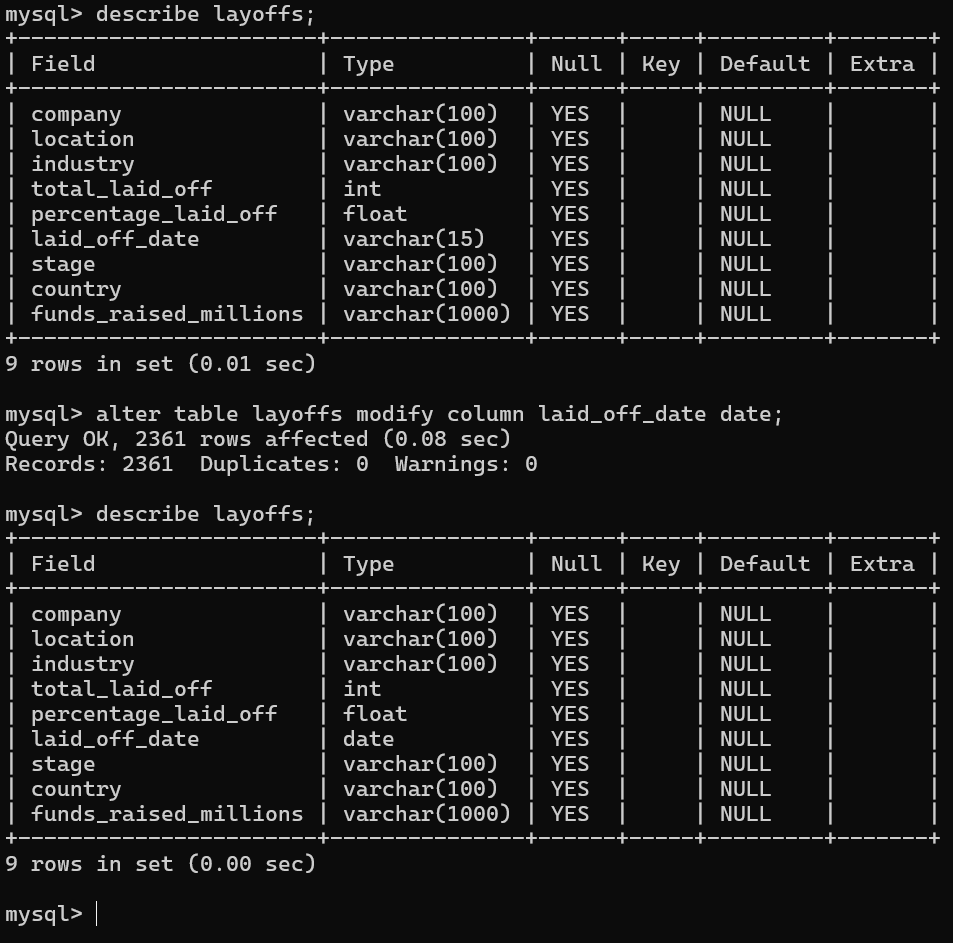 mysql> describe layoffs;
+-----------------------+---------------+------+-----+---------+-------+
| Field                 | Type          | Null | Key | Default | Extra |
+-----------------------+---------------+------+-----+---------+-------+
| company               | varchar(100)  | YES  |     | NULL    |       |
| location              | varchar(100)  | YES  |     | NULL    |       |
| industry              | varchar(100)  | YES  |     | NULL    |       |
| total_laid_off        | int           | YES  |     | NULL    |       |
| percentage_laid_off   | float         | YES  |     | NULL    |       |
| laid_off_date         | varchar(15)   | YES  |     | NULL    |       |
| stage                 | varchar(100)  | YES  |     | NULL    |       |
| country               | varchar(100)  | YES  |     | NULL    |       |
| funds_raised_millions | varchar(1000) | YES  |     | NULL    |       |
+-----------------------+---------------+------+-----+---------+-------+
9 rows in set (0.01 sec)

mysql> alter table layoffs modify column laid_off_date date;
Query OK, 2361 rows affected (0.08 sec)
Records: 2361  Duplicates: 0  Warnings: 0

mysql> describe layoffs;
+-----------------------+---------------+------+-----+---------+-------+
| Field                 | Type          | Null | Key | Default | Extra |
+-----------------------+---------------+------+-----+---------+-------+
| company               | varchar(100)  | YES  |     | NULL    |       |
| location              | varchar(100)  | YES  |     | NULL    |       |
| industry              | varchar(100)  | YES  |     | NULL    |       |
| total_laid_off        | int           | YES  |     | NULL    |       |
| percentage_laid_off   | float         | YES  |     | NULL    |       |
| laid_off_date         | date          | YES  |     | NULL    |       |
| stage                 | varchar(100)  | YES  |     | NULL    |       |
| country               | varchar(100)  | YES  |     | NULL    |       |
| funds_raised_millions | varchar(1000) | YES  |     | NULL    |       |
+-----------------------+---------------+------+-----+---------+-------+
9 rows in set (0.00 sec)

mysql>